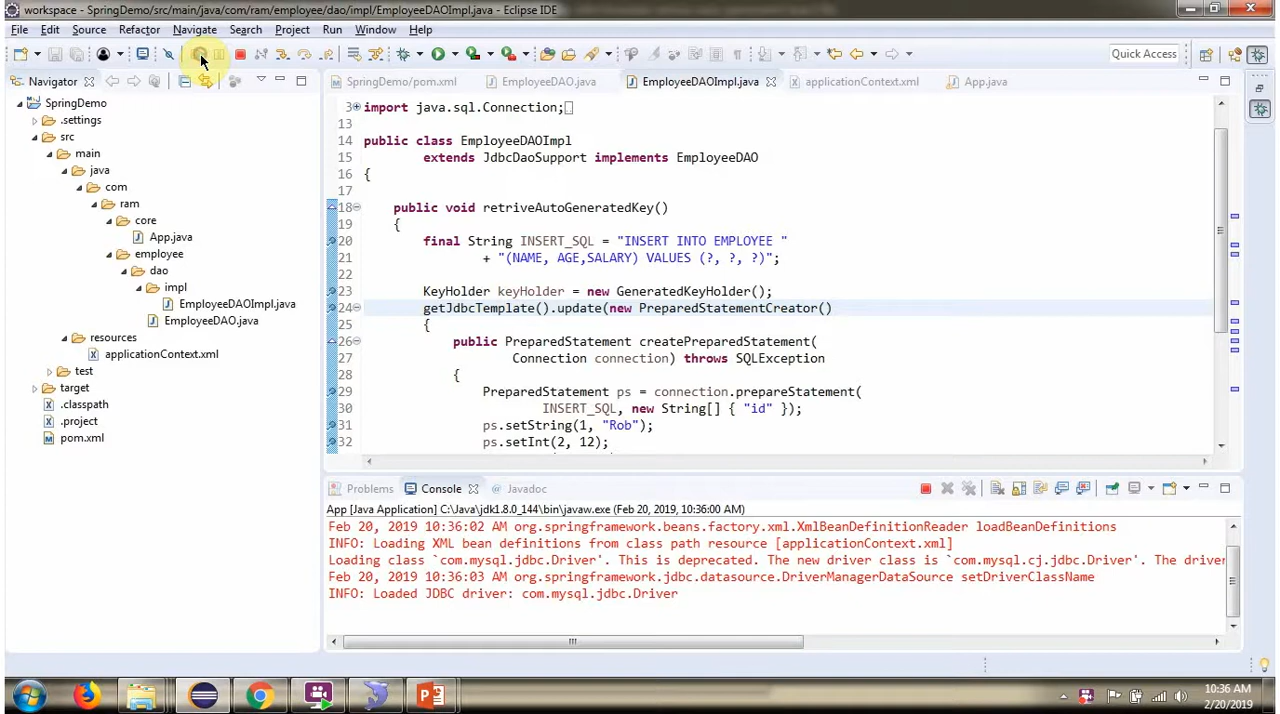 workspace - SpringDemo/src/main/java/com/ram/employee/dao/impl/EmployeeDAOImpl.java - Eclipse IDE
File Edit Source Refactor Navigate Search Project Run Window Help
Quick Access
Navigator
SpringDemo
.settings
src
main
java
com
ram
core
App.java
employee
dao
impl
EmployeeDAOImpl.java
EmployeeDAO.java
resources
applicationContext.xml
test
target
.classpath
.project
pom.xml
SpringDemo/pom.xml EmployeeDAO.java EmployeeDAOImpl.java applicationContext.xml App.java
3 import java.sql.Connection;
13
14 public class EmployeeDAOImpl
15 extends JdbcDaoSupport implements EmployeeDAO
16 {
17
18 public void retriveAutoGeneratedKey()
19 {
20 final String INSERT_SQL = "INSERT INTO EMPLOYEE "
21 + "(NAME, AGE,SALARY) VALUES (?, ?, ?)";
22
23 KeyHolder keyHolder = new GeneratedKeyHolder();
24 getJdbcTemplate().update(new PreparedStatementCreator()
25 {
26 public PreparedStatement createPreparedStatement(
27 Connection connection) throws SQLException
28 {
29 PreparedStatement ps = connection.prepareStatement(
30 INSERT_SQL, new String[] { "id" });
31 ps.setString(1, "Rob");
32 ps.setInt(2, 12);
Problems Console Javadoc
App [Java Application] C:\Java\jdk1.8.0_144\bin\javaw.exe (Feb 20, 2019, 10:36:00 AM)
Feb 20, 2019 10:36:02 AM org.springframework.beans.factory.xml.XmlBeanDefinitionReader loadBeanDefinitions
INFO: Loading XML bean definitions from class path resource [applicationContext.xml]
Loading class `com.mysql.jdbc.Driver'. This is deprecated. The new driver class is `com.mysql.cj.jdbc.Driver'. The driver
Feb 20, 2019 10:36:03 AM org.springframework.jdbc.datasource.DriverManagerDataSource setDriverClassName
INFO: Loaded JDBC driver: com.mysql.jdbc.Driver
10:36 AM
2/20/2019